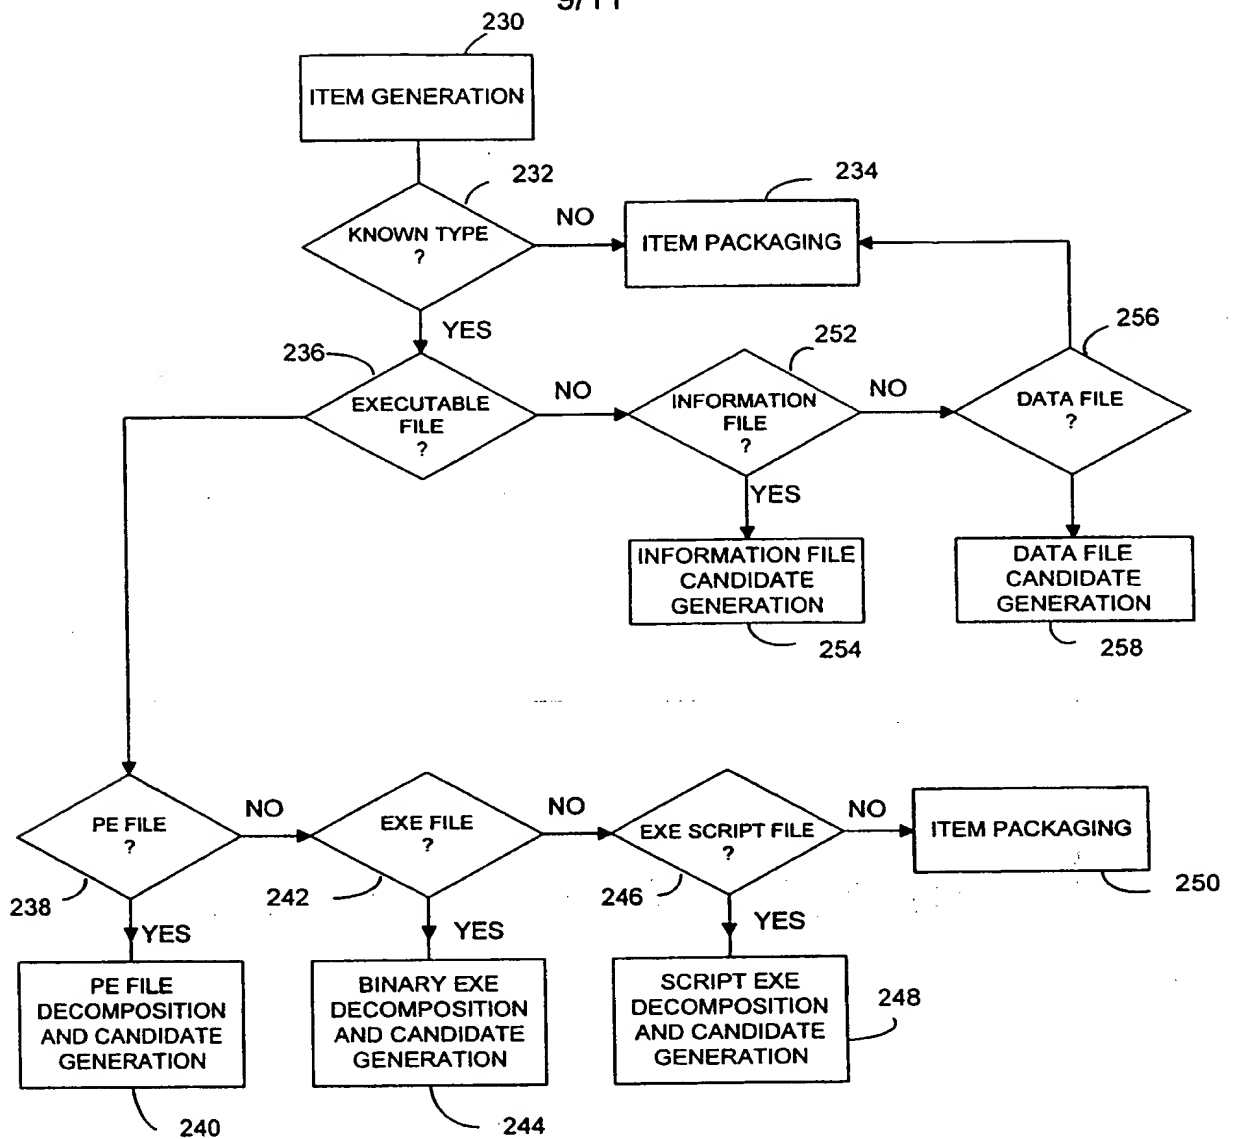 9/11
230
ITEM GENERATION
232
234
KNOWN TYPE
?
NO
ITEM PACKAGING
YES
236
252
256
EXECUTABLE
FILE
?
NO
INFORMATION
FILE
?
NO
DATA FILE
?
YES
INFORMATION FILE
CANDIDATE
GENERATION
254
DATA FILE
CANDIDATE
GENERATION
258
PE FILE
?
NO
EXE FILE
?
NO
EXE SCRIPT FILE
?
NO
ITEM PACKAGING
238
242
246
250
YES
YES
YES
PE FILE
DECOMPOSITION
AND CANDIDATE
GENERATION
240
BINARY EXE
DECOMPOSITION
AND CANDIDATE
GENERATION
244
SCRIPT EXE
DECOMPOSITION
AND CANDIDATE
GENERATION
248